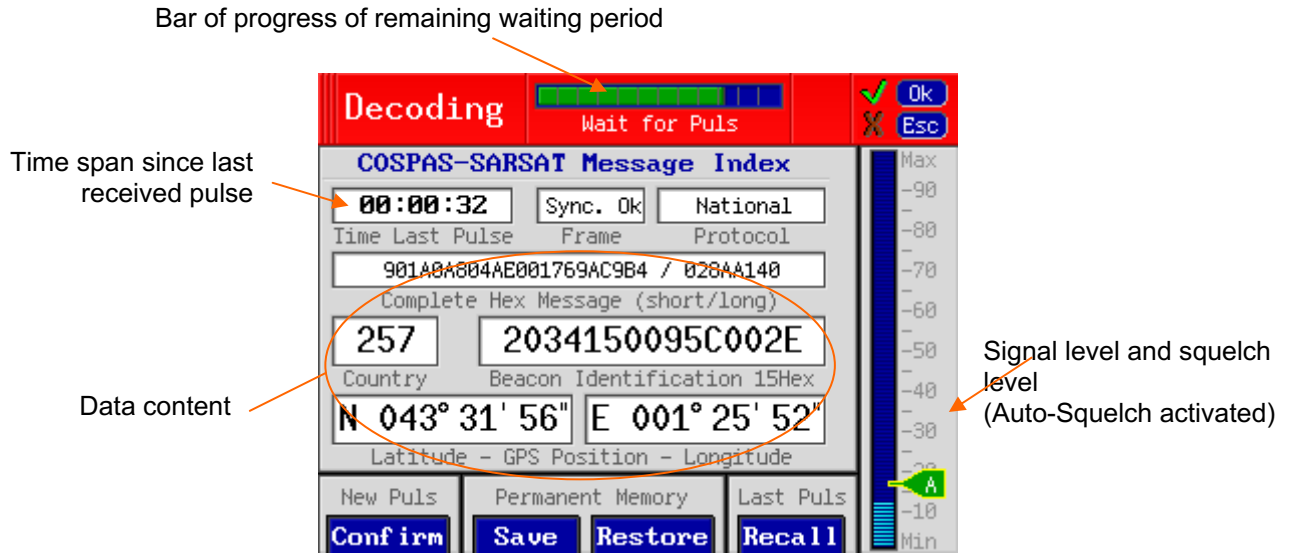 Bar of progress of remaining waiting period
Decoding
Wait for Puls
Ok
Esc
Time span since last
received pulse
COSPAS-SARSAT Message Index
00:00:32
Sync. Ok
National
Time Last Pulse
Frame
Protocol
901A0A804AE001769AC9B4 / 028AA140
Complete Hex Message (short/long)
257
2034150095C002E
Country
Beacon Identification 15Hex
Data content
N 043° 31' 56"
E 001° 25' 52"
Latitude - GPS Position - Longitude
New Puls
Permanent Memory
Last Puls
Confirm
Save
Restore
Recall
Max
-90
-80
-70
-60
-50
-40
-30
A
-10
Min
Signal level and squelch
level
(Auto-Squelch activated)